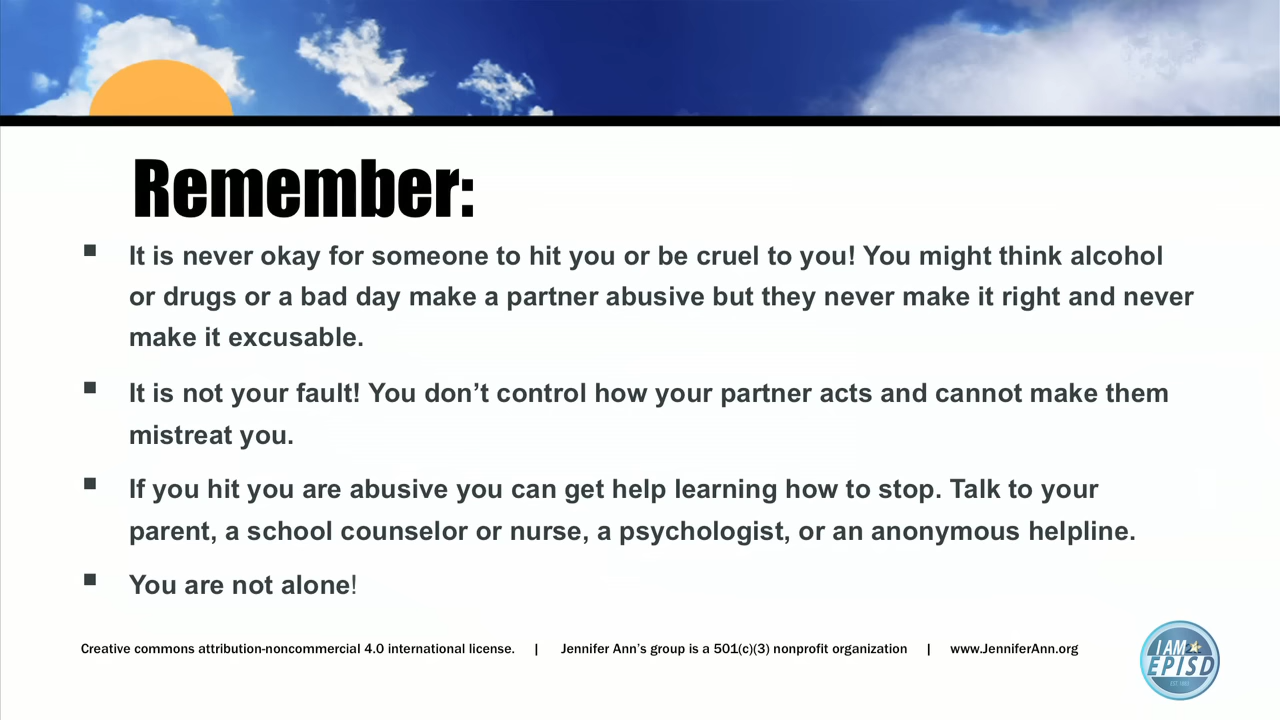 Remember:
▪ It is never okay for someone to hit you or be cruel to you! You might think alcohol
or drugs or a bad day make a partner abusive but they never make it right and never
make it excusable.
▪ It is not your fault! You don’t control how your partner acts and cannot make them
mistreat you.
▪ If you hit you are abusive you can get help learning how to stop. Talk to your
parent, a school counselor or nurse, a psychologist, or an anonymous helpline.
▪ You are not alone!
Creative commons attribution-noncommercial 4.0 international license. | Jennifer Ann’s group is a 501(c)(3) nonprofit organization | www.JenniferAnn.org
I AM
EPISD